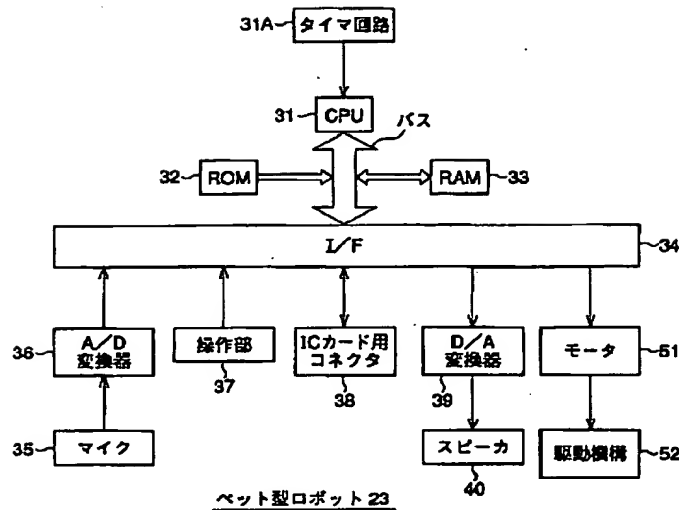 31A タイマ回路
31 CPU
バス
32 ROM
RAM 33
I/F 34
36 A/D
変換器
操作部
37
ICカード用
コネクタ
38
D/A
変換器
39
モータ 51
35 マイク
スピーカ
40
駆動機構 52
ペット型ロボット 23